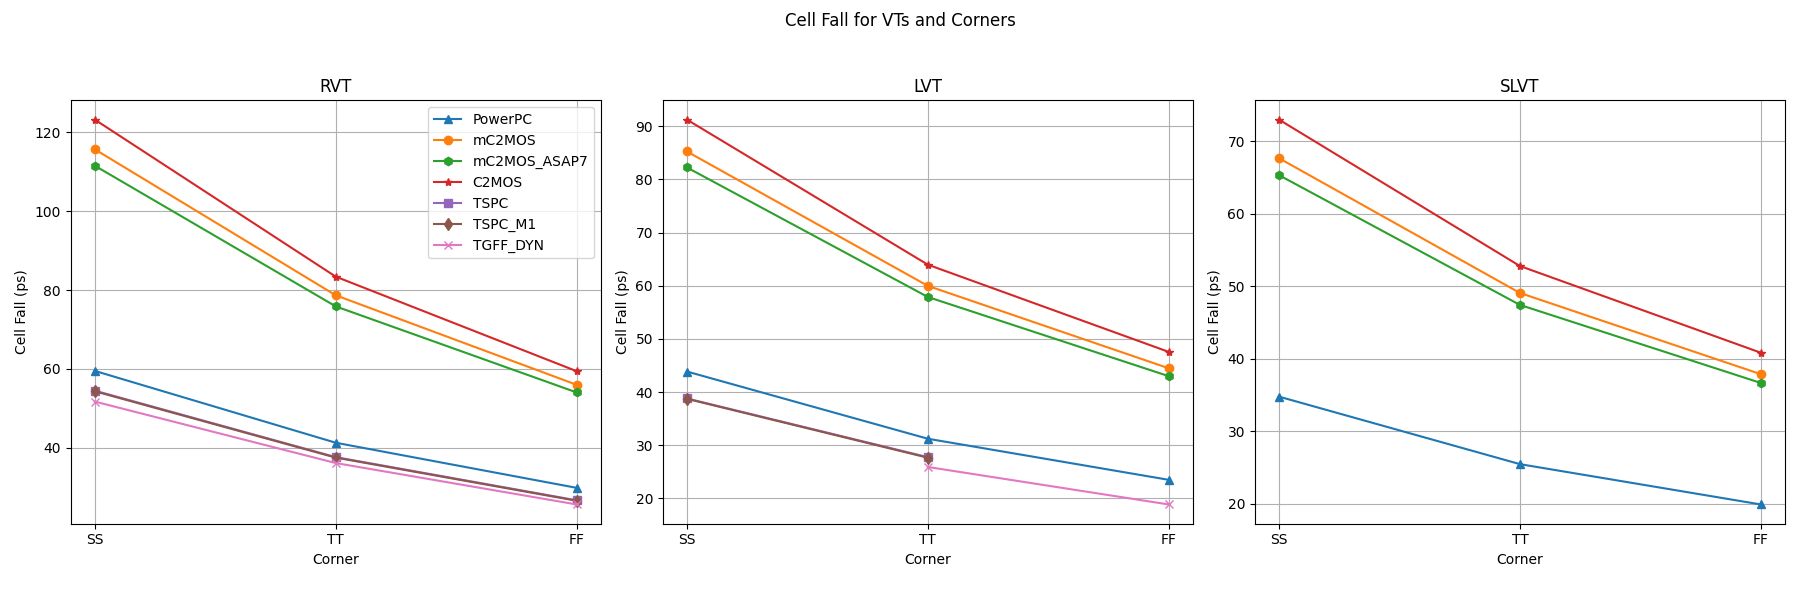 Cell Fall for VTs and Corners
RVT
Cell Fall (ps)
120
100
80
60
40
SS
TT
FF
Corner
PowerPC
mC2MOS
mC2MOS_ASAP7
C2MOS
TSPC
TSPC_M1
TGFF_DYN
LVT
Cell Fall (ps)
90
80
70
60
50
40
30
20
SS
TT
FF
Corner
SLVT
Cell Fall (ps)
70
60
50
40
30
20
SS
TT
FF
Corner